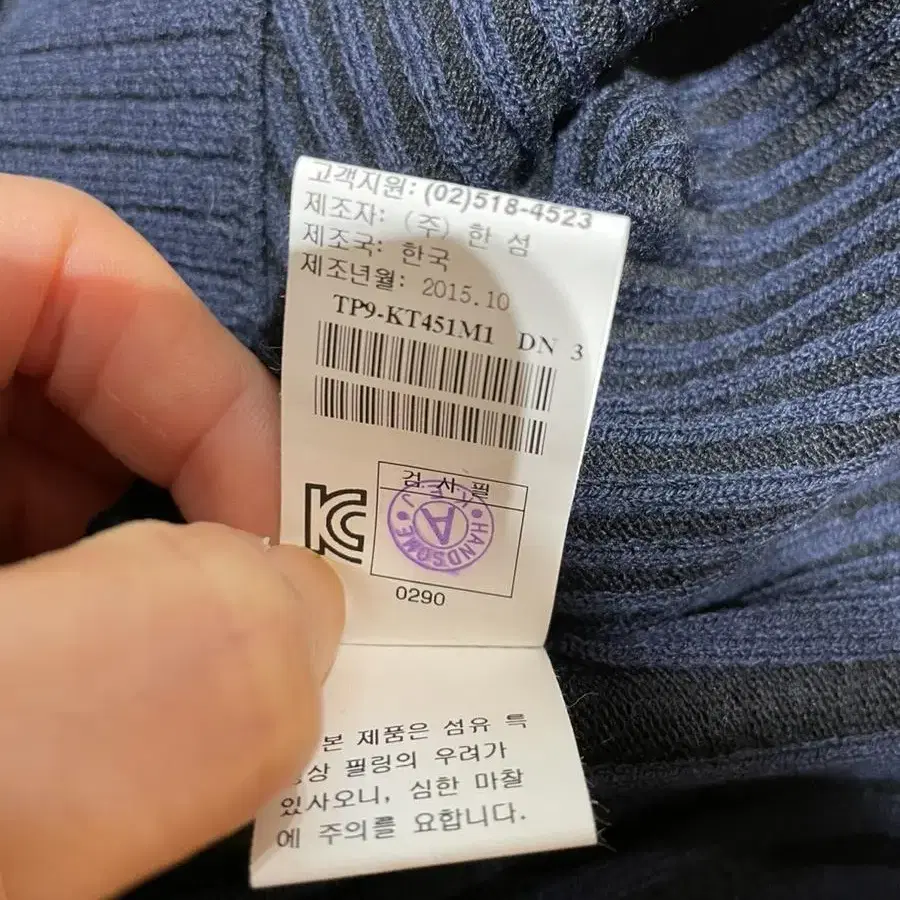 고객지원: (02)518-4523
제조자: (주) 한 섬
제조국: 한국
제조년월: 2015.10
TP9-KT451M1 DN 3
검 사 필
HANDSOME
A
0290
본 제품은 섬유 특
상 필링의 우려가
있사오니, 심한 마찰
에 주의를 요합니다.